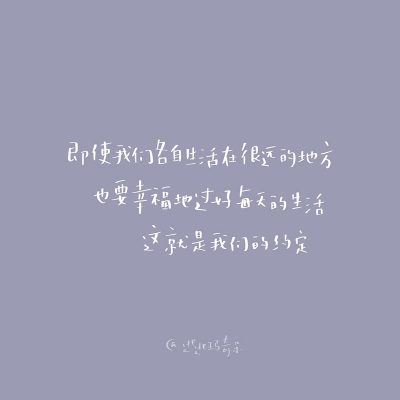 即使我们各自生活在很远的地方
也要幸福地过好每天的生活
这就是我们的约定